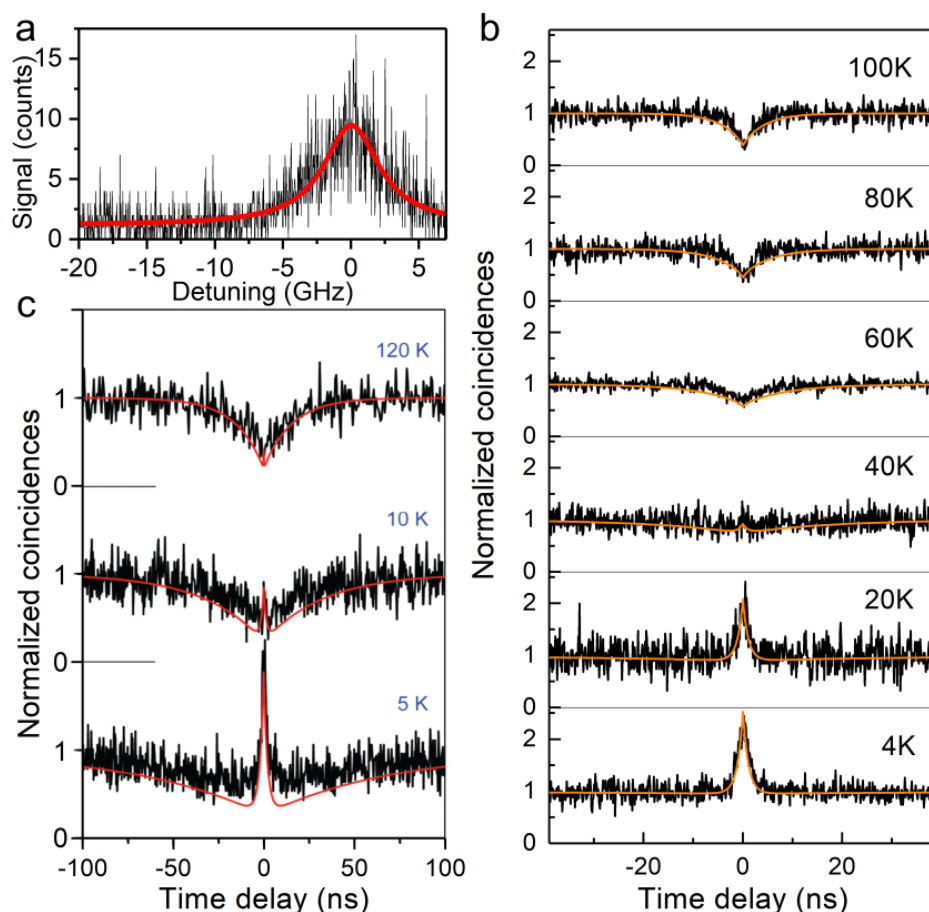 a
Signal (counts)
15
10
5
0
-20 -15 -10 -5 0 5
Detuning (GHz)
b
Normalized coincidences
100K
2
1
0
80K
2
1
0
60K
2
1
0
40K
2
1
0
20K
2
1
0
4K
2
1
0
-20 0 20
Time delay (ns)
c
Normalized coincidences
120 K
1
0
10 K
1
0
5 K
1
0
-100 -50 0 50 100
Time delay (ns)